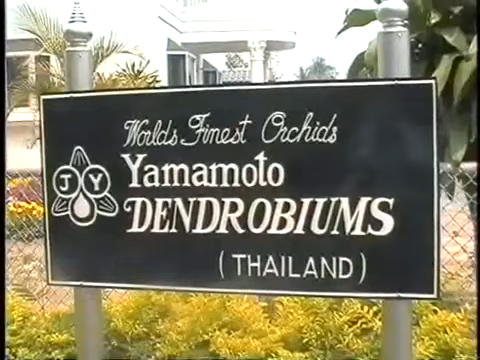 Worlds Finest Orchids
JY
Yamamoto
DENDROBIUMS
(THAILAND)